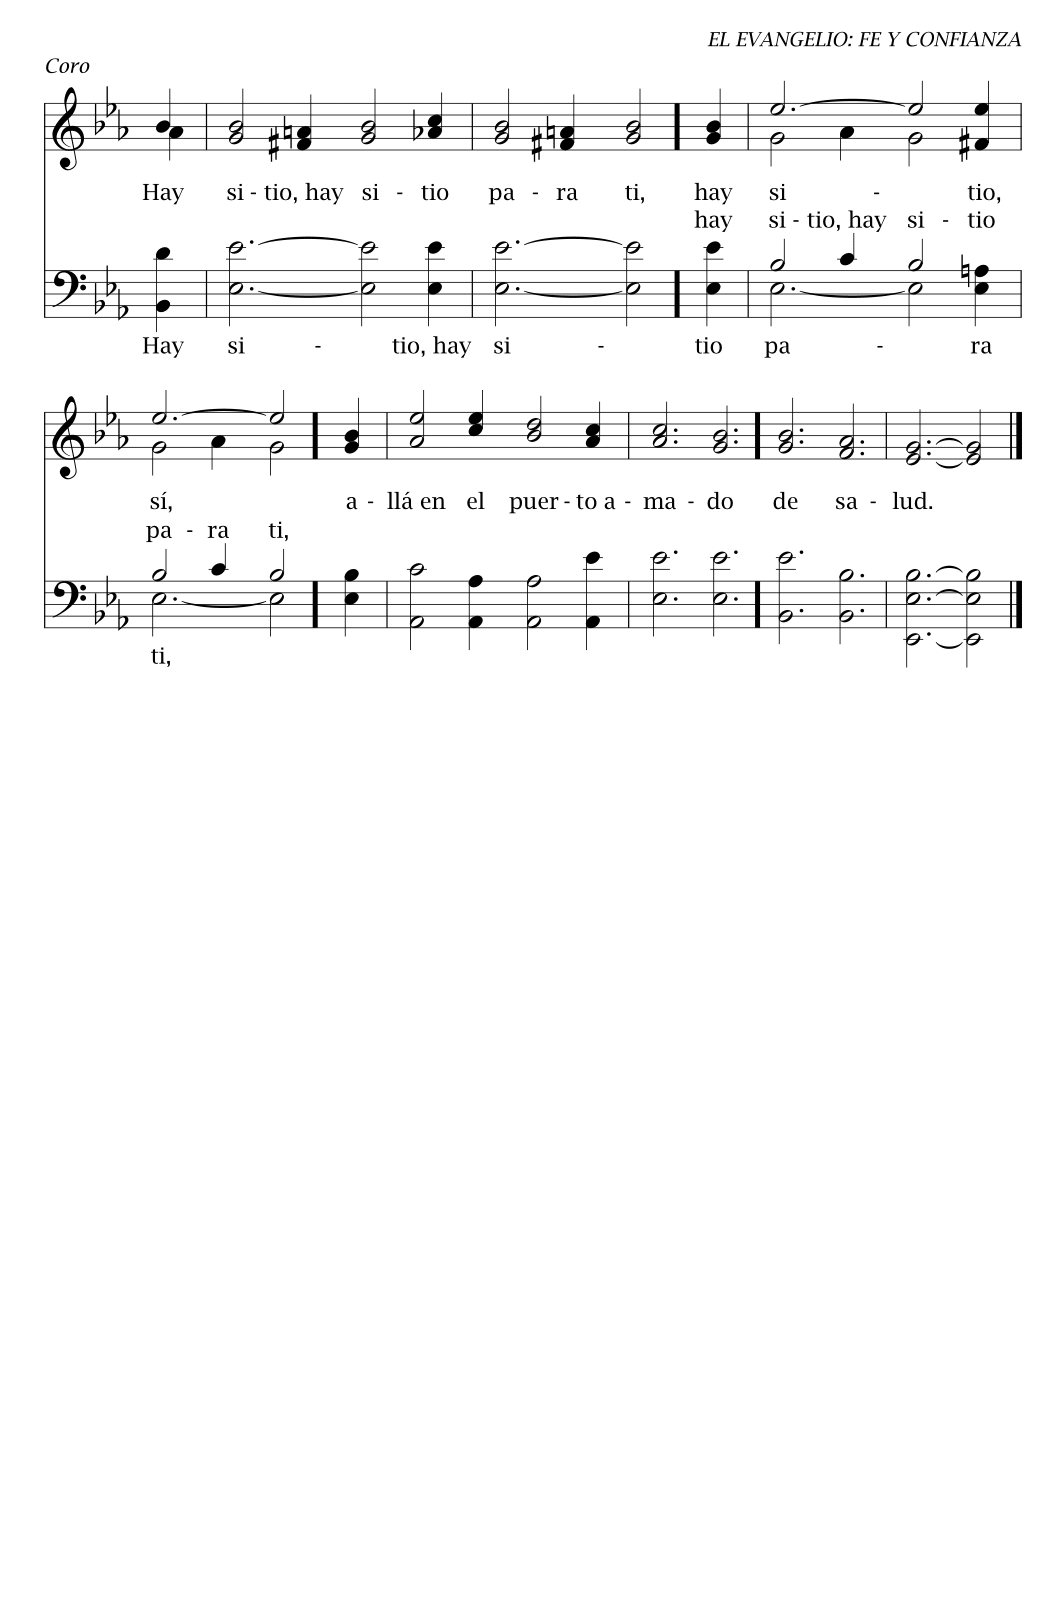 EL EVANGELIO: FE Y CONFIANZA
Coro
Hay si - tio, hay si - tio pa - ra ti, hay si - tio,
hay si - tio, hay si - tio
Hay si - tio, hay si - tio pa - ra
sí, a - llá en el puer - to a - ma - do de sa - lud.
pa - ra ti,
ti,